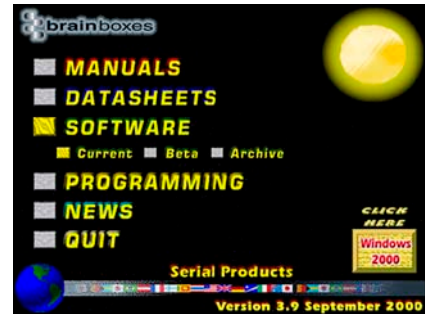 brainboxes
MANUALS
DATASHEETS
SOFTWARE
Current Beta Archive
PROGRAMMING
NEWS
QUIT
CLICK
HERE
Windows
2000
Serial Products
Version 3.9 September 2000